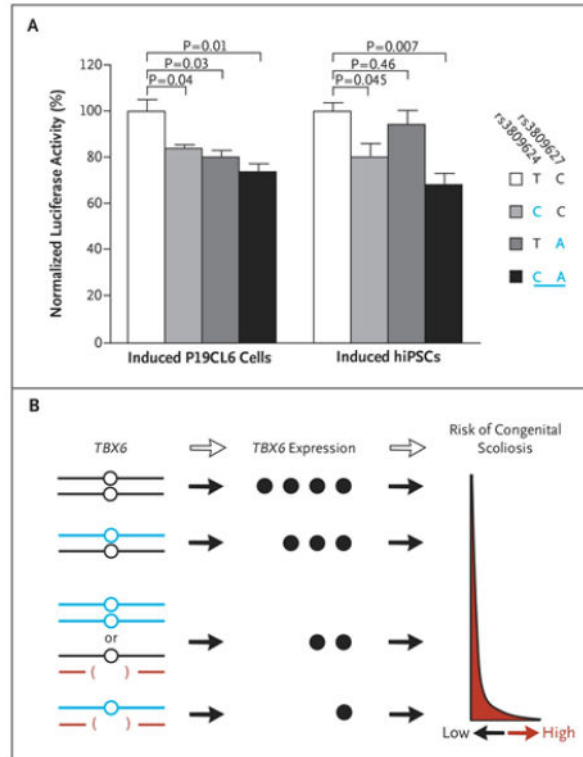 A
P=0.01
P=0.03
P=0.04
P=0.007
P=0.46
P=0.045
Normalized Luciferase Activity (%)
120
100
80
60
40
20
0
Induced P19CL6 Cells
Induced hiPSCs
rs3809624
rs3809627
T C
C C
T A
C A
B
TBX6
TBX6 Expression
Risk of Congenital
Scoliosis
or
( )
( )
Low
High